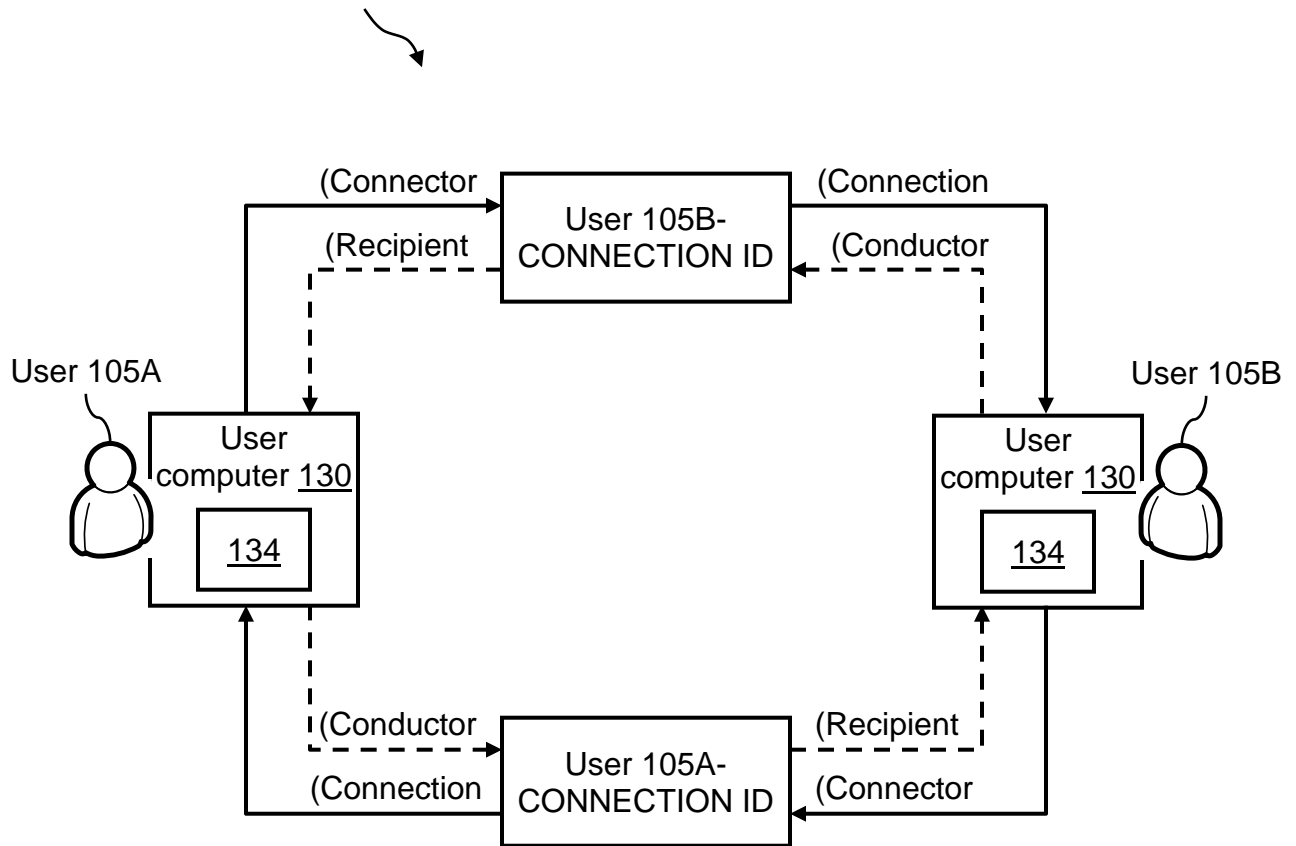 (Connector
(Connection
User 105B-
CONNECTION ID
(Recipient
(Conductor
User 105A
User 105B
User
computer 130
134
User
computer 130
134
(Conductor
(Recipient
User 105A-
CONNECTION ID
(Connection
(Connector